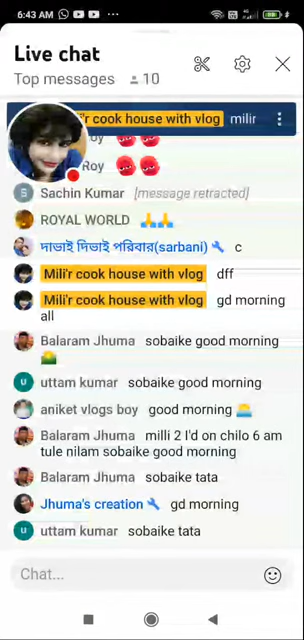 6:43 AM
Live chat
Top messages 10
i'r cook house with vlog milir
oy
Roy
S Sachin Kumar [message retracted]
ROYAL WORLD 🙏🙏
দাভাই দিভাই পরিবার(sarbani) c
Mili'r cook house with vlog dff
Mili'r cook house with vlog gd morning
all
Balaram Jhuma sobaike good morning
🌄
u uttam kumar sobaike good morning
aniket vlogs boy good morning 🌅
Balaram Jhuma milli 2 I'd on chilo 6 am
tule nilam sobaike good morning
Balaram Jhuma sobaike tata
Jhuma's creation gd morning
u uttam kumar sobaike tata
Chat...